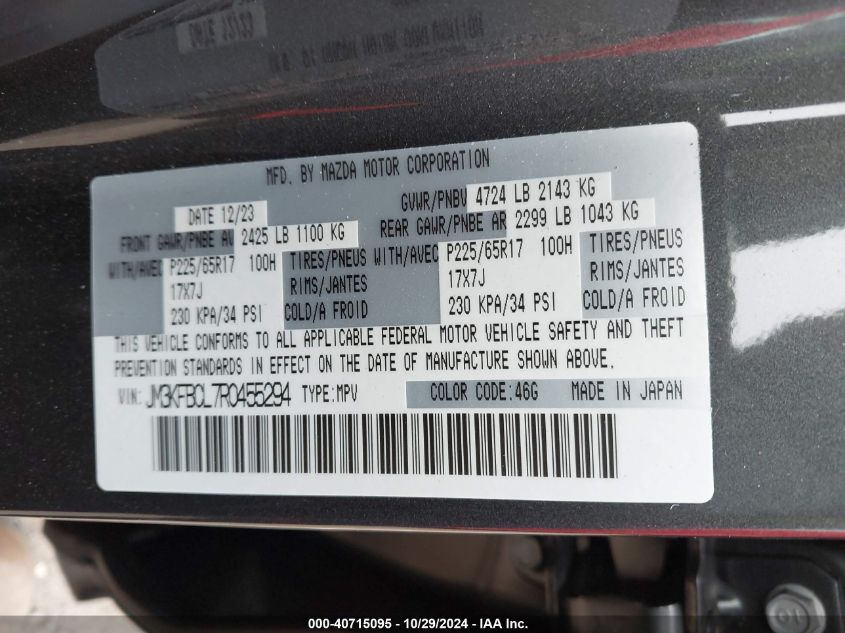 MFD. BY MAZDA MOTOR CORPORATION
DATE 12/23
GVWR/PNBV 4724 LB 2143 KG
FRONT GAWR/PNBE AV 2425 LB 1100 KG
REAR GAWR/PNBE AR 2299 LB 1043 KG
WITH/AVEC P225/65R17 100H TIRES/PNEUS
WITH/AVEC P225/65R17 100H TIRES/PNEUS
17X7J RIMS/JANTES
17X7J RIMS/JANTES
230 KPA/34 PSI COLD/A FROID
230 KPA/34 PSI COLD/A FROID
THIS VEHICLE CONFORMS TO ALL APPLICABLE FEDERAL MOTOR VEHICLE SAFETY AND THEFT
PREVENTION STANDARDS IN EFFECT ON THE DATE OF MANUFACTURE SHOWN ABOVE.
VIN: JM3KFBCL7R0455294 TYPE:MPV COLOR CODE:46G MADE IN JAPAN
000-40715095 - 10/29/2024 - IAA Inc.